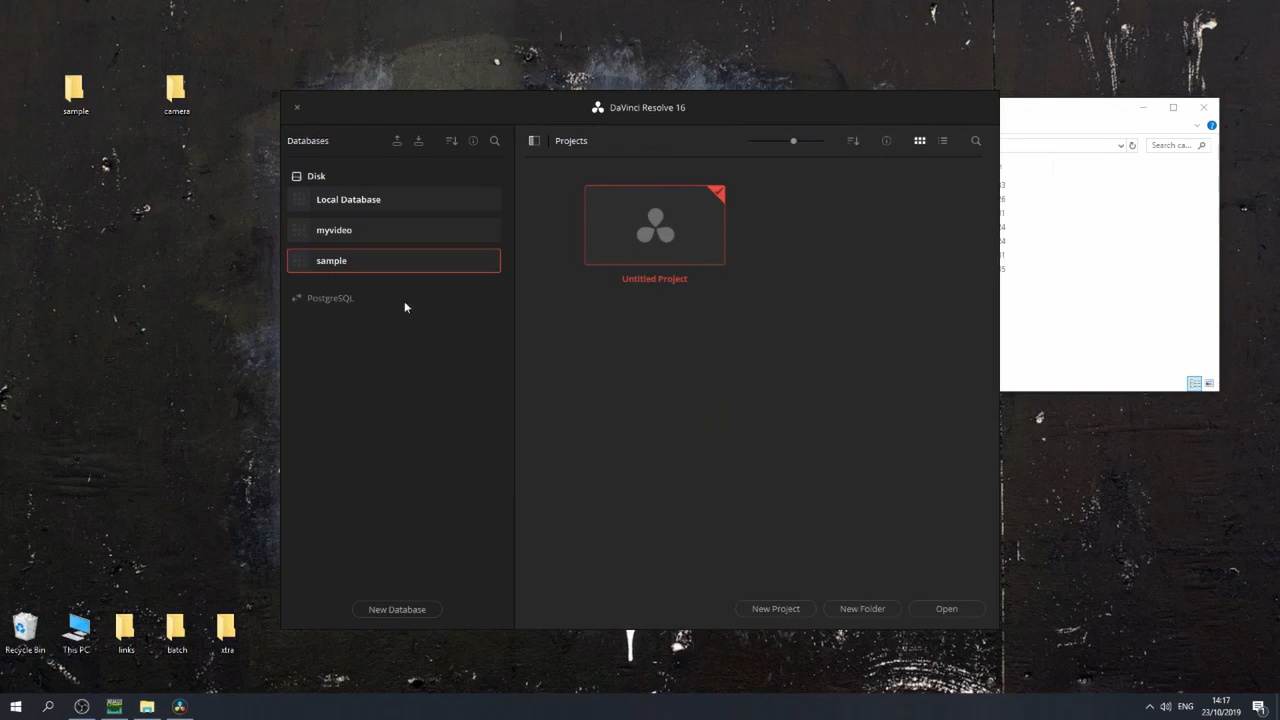 sample
camera
DaVinci Resolve 16
Databases
Projects
Disk
Local Database
myvideo
sample
PostgreSQL
Untitled Project
New Database
New Project
New Folder
Open
Search ca...
Recycle Bin
This PC
links
batch
xtra
ENG
14:17
23/10/2019